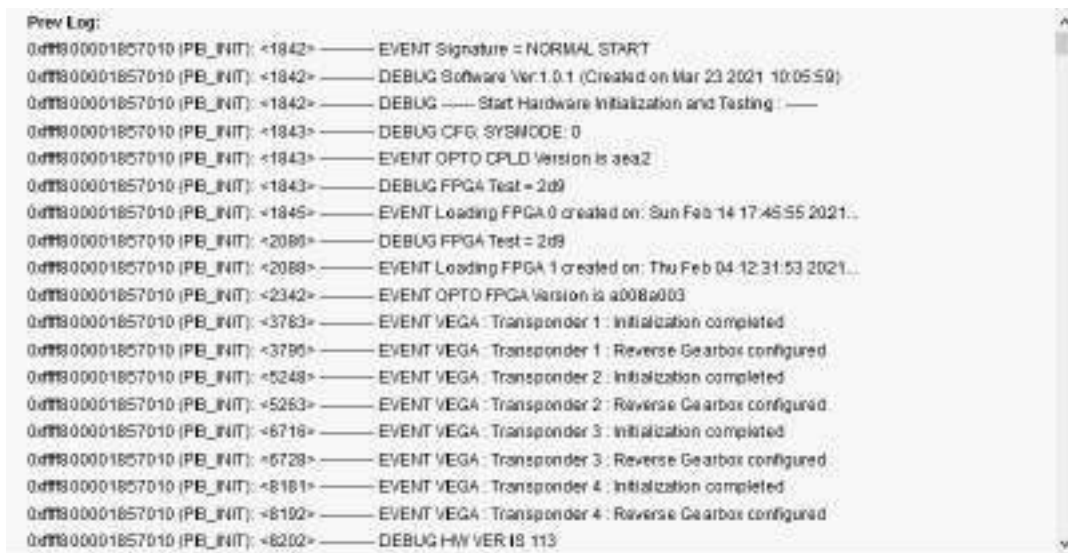 Prev Log:
0xfff800001857010 (PB_INIT): <1842> ——— EVENT Signature = NORMAL START
0xfff800001857010 (PB_INIT): <1842> ——— DEBUG Software Ver:1.0.1 (Created on Mar 23 2021 10:05:59)
0xfff800001857010 (PB_INIT): <1842> ——— DEBUG ------ Start Hardware Initialization and Testing : ------
0xfff800001857010 (PB_INIT): <1843> ——— DEBUG CFG: SYSMODE: 0
0xfff800001857010 (PB_INIT): <1843> ——— EVENT OPTO CPLD Version is aea2
0xfff800001857010 (PB_INIT): <1843> ——— DEBUG FPGA Test = 2d9
0xfff800001857010 (PB_INIT): <1845> ——— EVENT Loading FPGA 0 created on: Sun Feb 14 17:45:55 2021...
0xfff800001857010 (PB_INIT): <2086> ——— DEBUG FPGA Test = 2d9
0xfff800001857010 (PB_INIT): <2088> ——— EVENT Loading FPGA 1 created on: Thu Feb 04 12:31:53 2021...
0xfff800001857010 (PB_INIT): <2342> ——— EVENT OPTO FPGA Version is a008a003
0xfff800001857010 (PB_INIT): <3783> ——— EVENT VEGA : Transponder 1 : Initialization completed
0xfff800001857010 (PB_INIT): <3795> ——— EVENT VEGA : Transponder 1 : Reverse Gearbox configured
0xfff800001857010 (PB_INIT): <5248> ——— EVENT VEGA : Transponder 2 : Initialization completed
0xfff800001857010 (PB_INIT): <5263> ——— EVENT VEGA : Transponder 2 : Reverse Gearbox configured
0xfff800001857010 (PB_INIT): <6716> ——— EVENT VEGA : Transponder 3 : Initialization completed
0xfff800001857010 (PB_INIT): <6728> ——— EVENT VEGA : Transponder 3 : Reverse Gearbox configured
0xfff800001857010 (PB_INIT): <8181> ——— EVENT VEGA : Transponder 4 : Initialization completed
0xfff800001857010 (PB_INIT): <8192> ——— EVENT VEGA : Transponder 4 : Reverse Gearbox configured
0xfff800001857010 (PB_INIT): <8202> ——— DEBUG HW VER IS 113